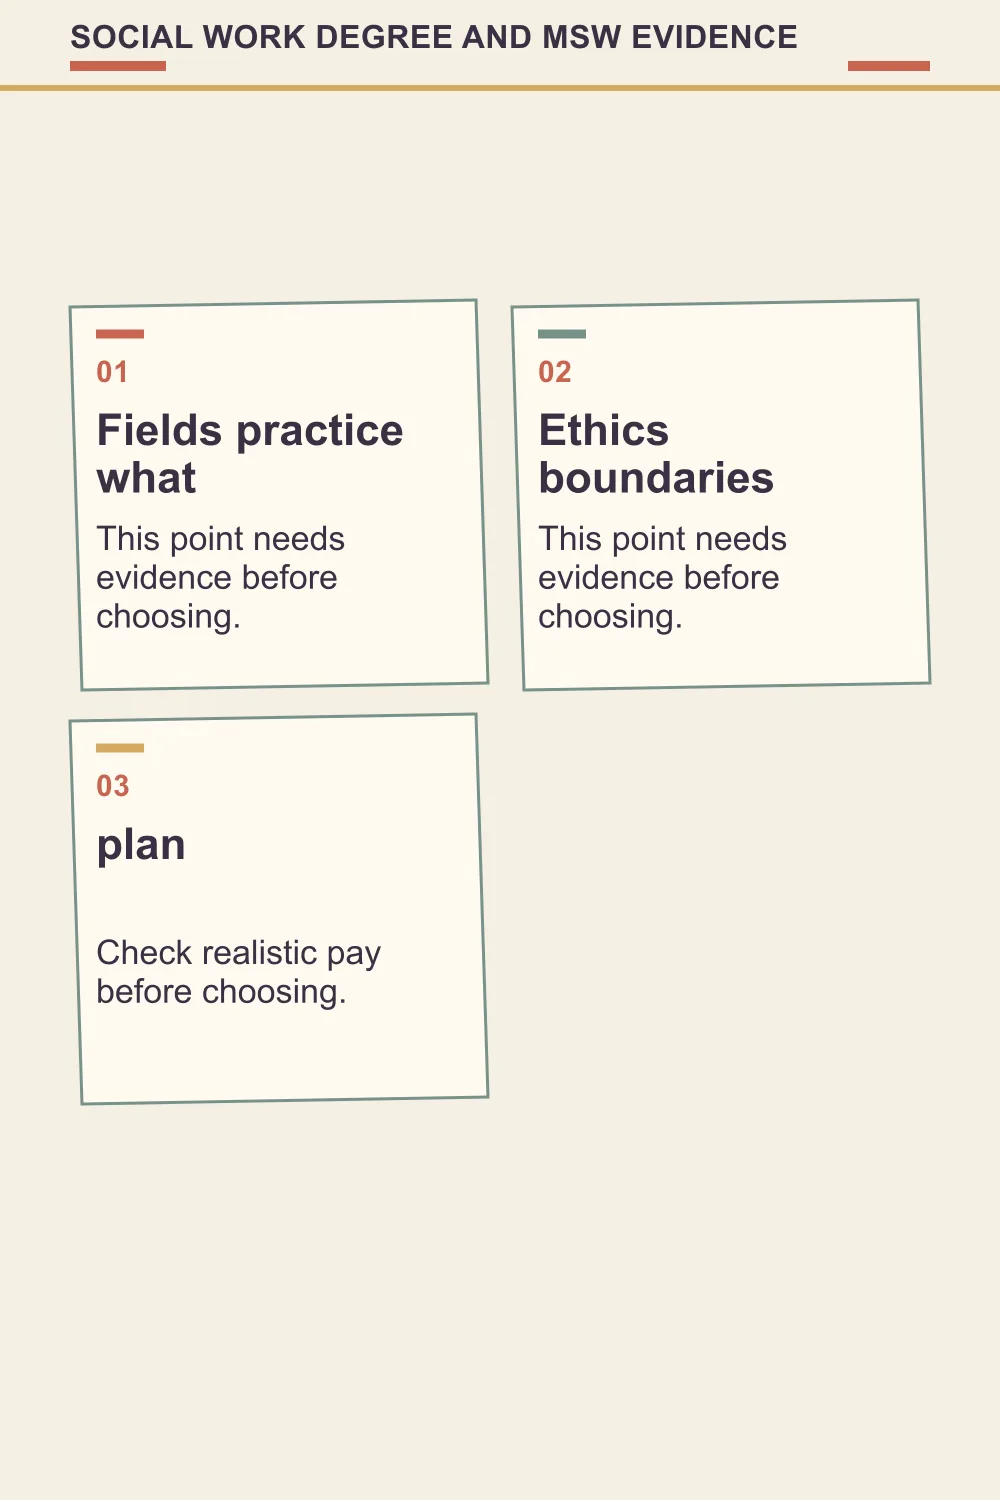 SOCIAL WORK DEGREE AND MSW EVIDENCE
01
Fields practice
what
This point needs
evidence before
choosing.
02
Ethics
boundaries
This point needs
evidence before
choosing.
03
plan
Check realistic pay
before choosing.